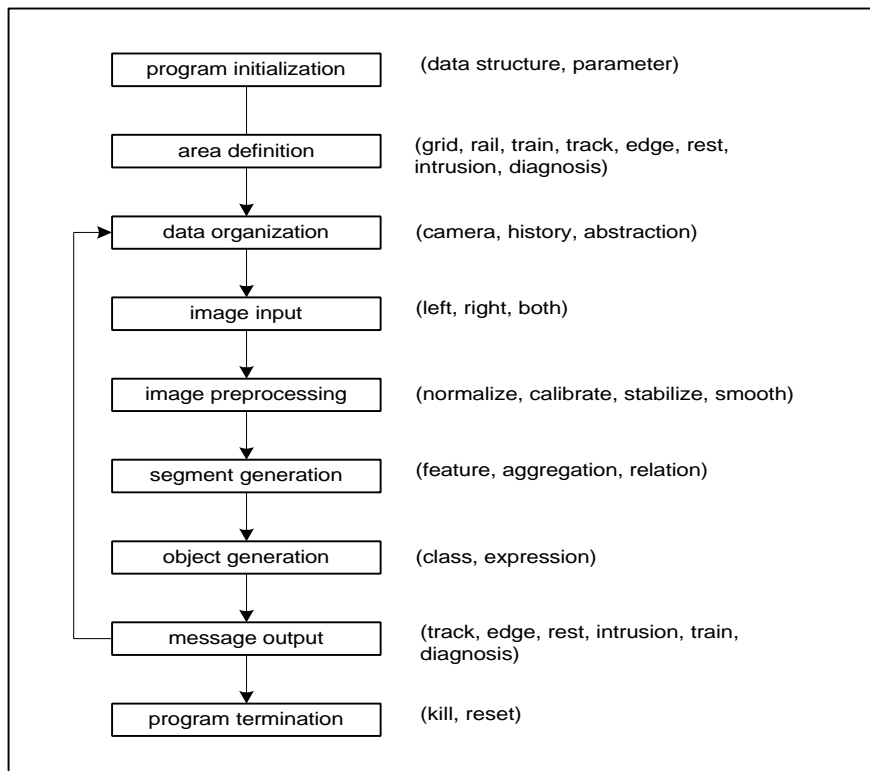 program initialization (data structure, parameter)
area definition (grid, rail, train, track, edge, rest,
intrusion, diagnosis)
data organization (camera, history, abstraction)
image input (left, right, both)
image preprocessing (normalize, calibrate, stabilize, smooth)
segment generation (feature, aggregation, relation)
object generation (class, expression)
message output (track, edge, rest, intrusion, train,
diagnosis)
program termination (kill, reset)